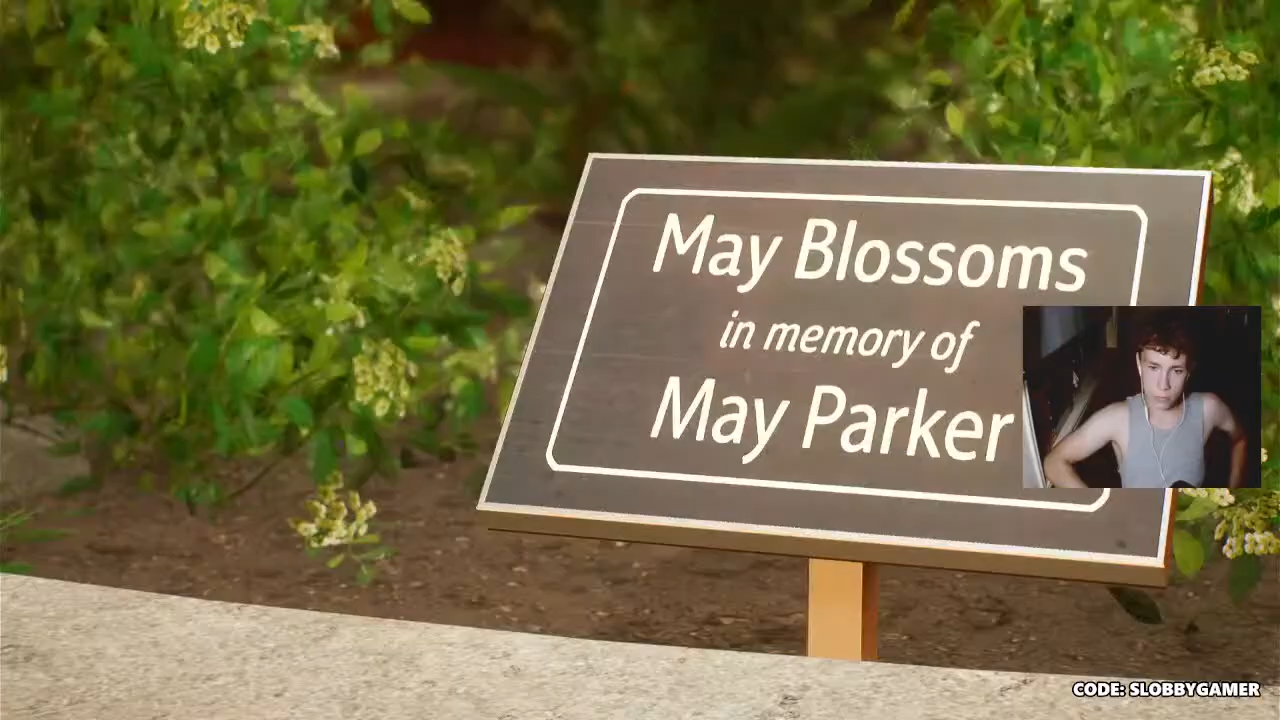 May Blossoms
in memory of
May Parker
CODE: SLOBBYGAMER